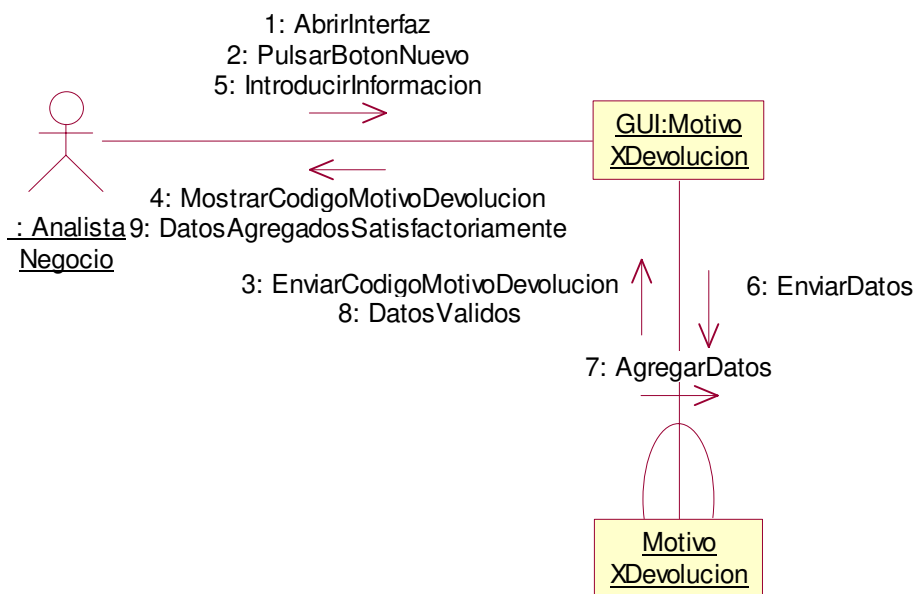 1: AbrirInterfaz
2: PulsarBotonNuevo
5: IntroducirInformacion
GUI:Motivo
XDevolucion
4: MostrarCodigoMotivoDevolucion
9: DatosAgregadosSatisfactoriamente
: Analista
Negocio
3: EnviarCodigoMotivoDevolucion
8: DatosValidos
6: EnviarDatos
7: AgregarDatos
Motivo
XDevolucion